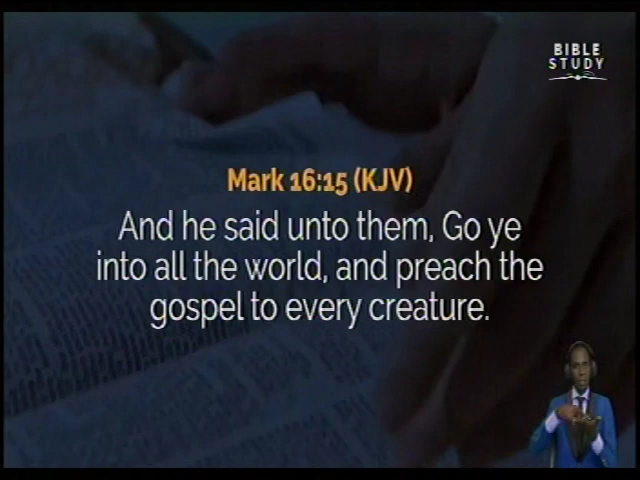 BIBLE
STUDY
Mark 16:15 (KJV)
And he said unto them, Go ye
into all the world, and preach the
gospel to every creature.